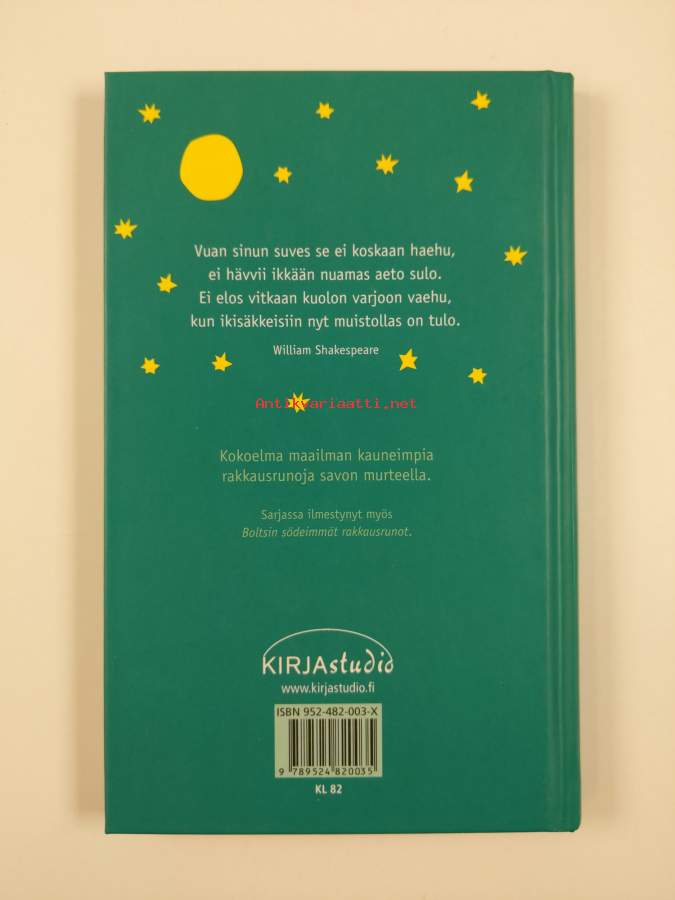 Vuan sinun suves se ei koskaan haehu,
ei hävvii ikkään nuamas aeto sulo.
Ei elos vitkaan kuolon varjoon vaehu,
kun ikisäkkeisiin nyt muistollas on tulo.
William Shakespeare
Antikvariaatti.net
Kokoelma maailman kauneimpia
rakkausrunoja savon murteella.
Sarjassa ilmestynyt myös
Boltsin södeimmät rakkausrunot.
KIRJAstudio
www.kirjastudio.fi
ISBN 952-482-003-X
9 789524 820035
KL 82